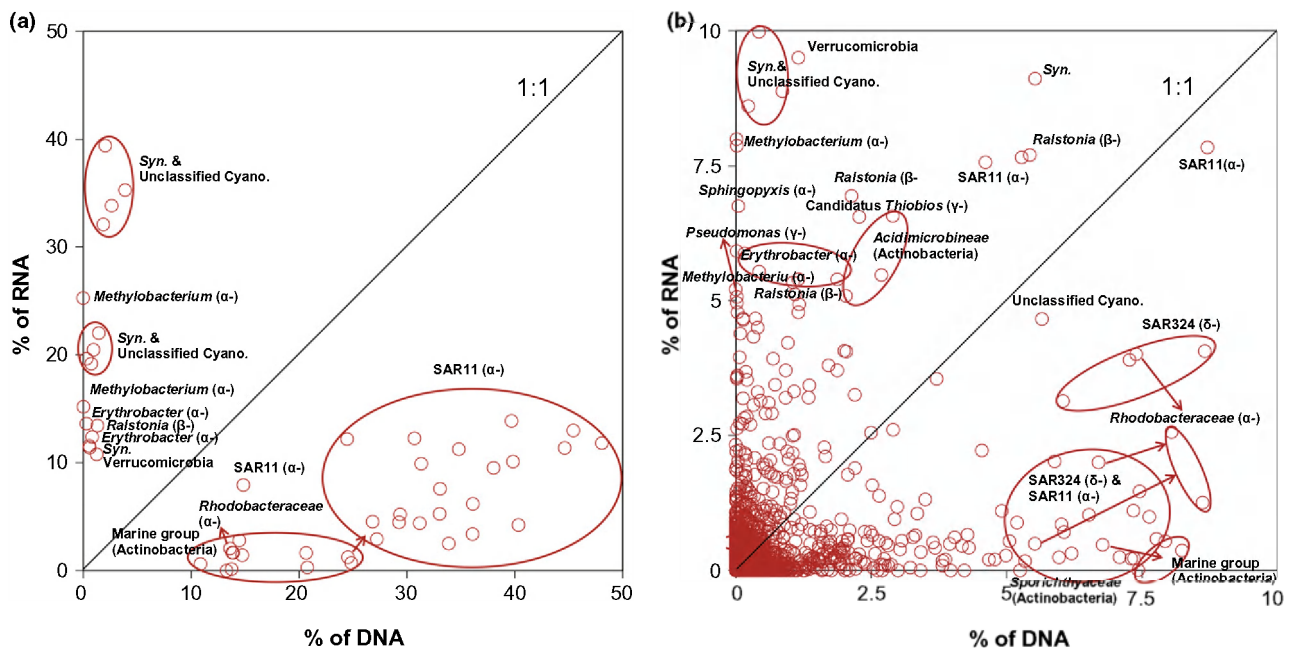 (a)
50
40
30
20
10
0
% of RNA
1:1
Syn. &
Unclassified Cyano.
Methylobacterium (α-)
Syn. &
Unclassified Cyano.
Methylobacterium (α-)
Erythrobacter (α-)
Ralstonia (β-)
Erythrobacter (α-)
Syn.
Verrucomicrobia
SAR11 (α-)
SAR11 (α-)
Rhodobacteraceae
(α-)
Marine group
(Actinobacteria)
0 10 20 30 40 50
% of DNA
(b)
10
7.5
5
2.5
0
% of RNA
1:1
Verrucomicrobia
Syn.&
Unclassified Cyano.
Syn.
Methylobacterium (α-)
Ralstonia (β-)
SAR11 (α-)
SAR11(α-)
Ralstonia (β-
Sphingopyxis (α-)
Candidatus Thiobios (γ-)
Pseudomonas (γ-)
Acidimicrobineae
(Actinobacteria)
Erythrobacter (α-)
Methylobacteriu (α-)
Ralstonia (β-)
Unclassified Cyano.
SAR324 (δ-)
Rhodobacteraceae (α-)
SAR324 (δ-) &
SAR11 (α-)
Marine group
(Actinobacteria)
Sporichthyaceae
(Actinobacteria)
0 2.5 5 7.5 10
% of DNA